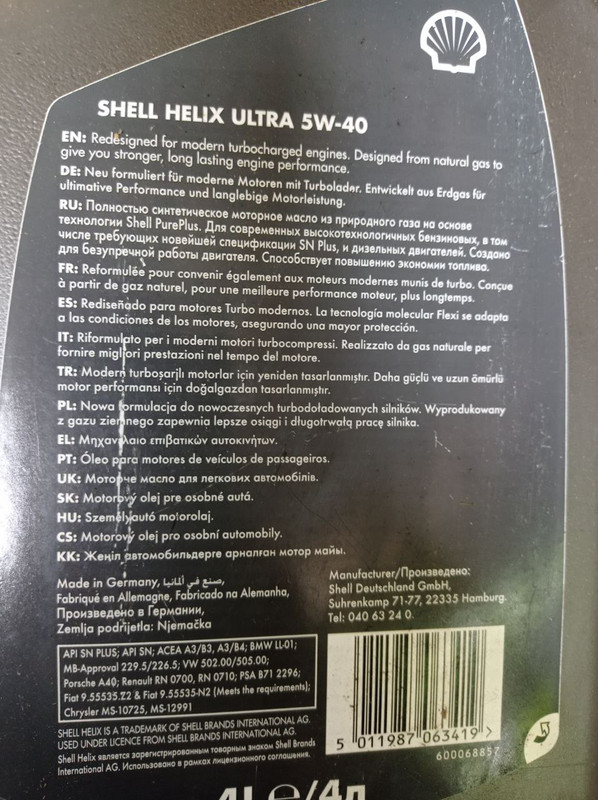 SHELL HELIX ULTRA 5W-40
EN: Redesigned for modern turbocharged engines. Designed from natural gas to
give you stronger, long lasting engine performance.
DE: Neu formuliert für moderne Motoren mit Turbolader. Entwickelt aus Erdgas für
ultimative Performance und langlebige Motorleistung.
RU: Полностью синтетическое моторное масло из природного газа на основе
технологии Shell PurePlus. Для современных высокотехнологичных бензиновых, в том
числе требующих новейшей спецификации SN Plus, и дизельных двигателей. Создано
для безупречной работы двигателя. Способствует повышению экономии топлива.
FR: Reformulée pour convenir également aux moteurs modernes munis de turbo. Conçue
à partir de gaz naturel, pour une meilleure performance moteur, plus longtemps.
ES: Rediseñado para motores Turbo modernos. La tecnología molecular Flexi se adapta
a las condiciones de los motores, asegurando una mayor protección.
IT: Riformulato per i moderni motori turbocompressi. Realizzato da gas naturale per
fornire migliori prestazioni nel tempo del motore.
TR: Modern turboşarjlı motorlar için yeniden tasarlanmıştır. Daha güçlü ve uzun ömürlü
motor performansı için doğalgazdan tasarlanmıştır.
PL: Nowa formulacja do nowoczesnych turbodoładowanych silników. Wyprodukowany
z gazu ziemnego zapewnia lepsze osiągi i długotrwałą pracę silnika.
EL: Μηχανέλαιο επιβατικών αυτοκινήτων.
PT: Óleo para motores de veículos de passageiros.
UK: Моторне масло для легкових автомобілів.
SK: Motorový olej pre osobné autá.
HU: Személyautó motorolaj.
CS: Motorový olej pro osobní automobily.
KK: Жеңіл автомобильдерге арналған мотор майы.
Made in Germany, صنع في ألمانيا,
Fabriqué en Allemagne, Fabricado na Alemanha,
Произведено в Германии,
Zemlja podrijetla: Njemačka
Manufacturer/Произведено:
Shell Deutschland GmbH,
Suhrenkamp 71-77, 22335 Hamburg.
Tel: 040 63 24 0.
API SN PLUS; API SN; ACEA A3/B3, A3/B4; BMW LL-01;
MB-Approval 229.5/226.5; VW 502.00/505.00;
Porsche A40; Renault RN 0700, RN 0710; PSA B71 2296;
Fiat 9.55535.Z2 & Fiat 9.55535-N2 (Meets the requirements);
Chrysler MS-10725, MS-12991
SHELL HELIX IS A TRADEMARK OF SHELL BRANDS INTERNATIONAL AG.
USED UNDER LICENCE FROM SHELL BRANDS INTERNATIONAL AG.
Shell Helix является зарегистрированным товарным знаком Shell Brands
International AG. Использовано в рамках лицензионного соглашения.
5 011987 063419 >
600068857
4L e/4л